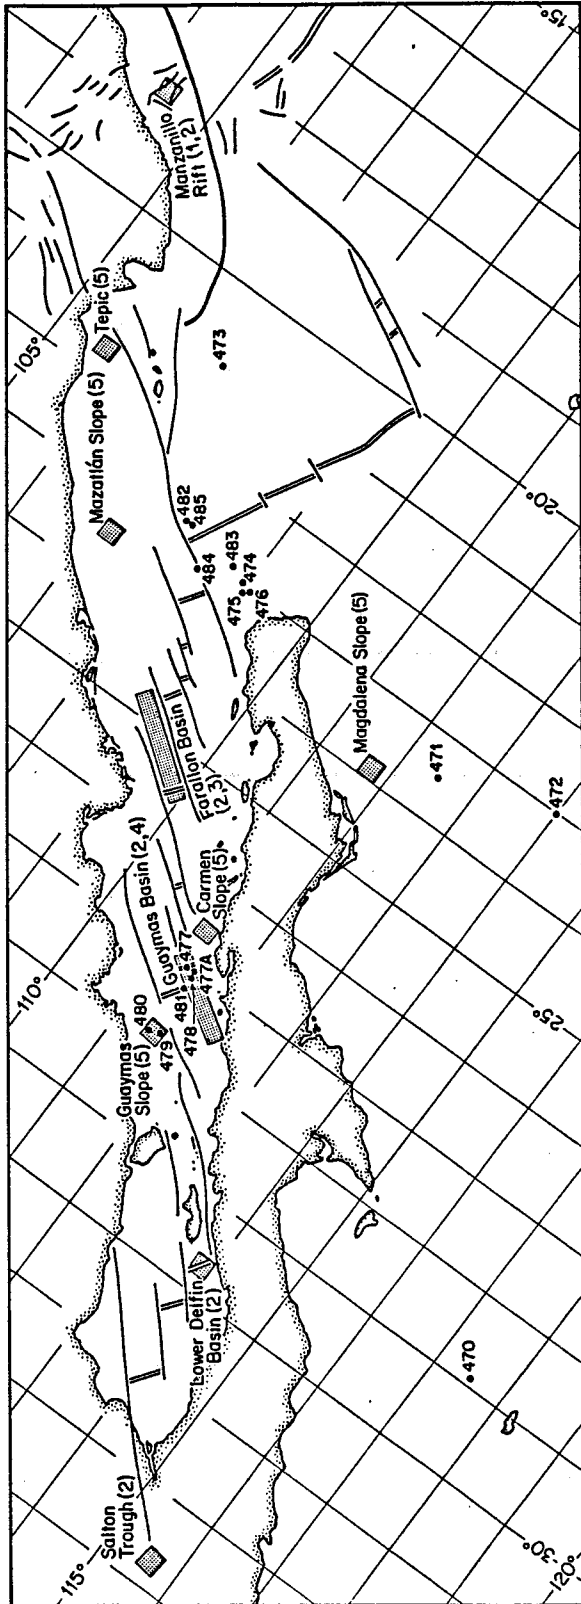 Salton
Trough (2)
Lower Delfin
Basin (2)
Guaymas
Slope (5)
480
479
481
478
477
477A
Guaymas Basin (2,4)
Carmen
Slope (5)
Farallon Basin
(2,3)
Mazatlán Slope (5)
Tepic (5)
Manzanillo
Rift (1,2)
Magdalena Slope (5)
484
482
485
483
475
474
476
473
471
472
470
115°
110°
105°
15°
20°
25°
30°
120°